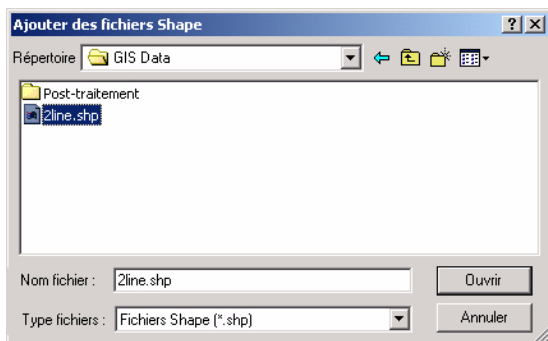 Ajouter des fichiers Shape
Répertoire GIS Data
Post-traitement
2line.shp
Nom fichier : 2line.shp
Ouvrir
Type fichiers : Fichiers Shape (*.shp)
Annuler